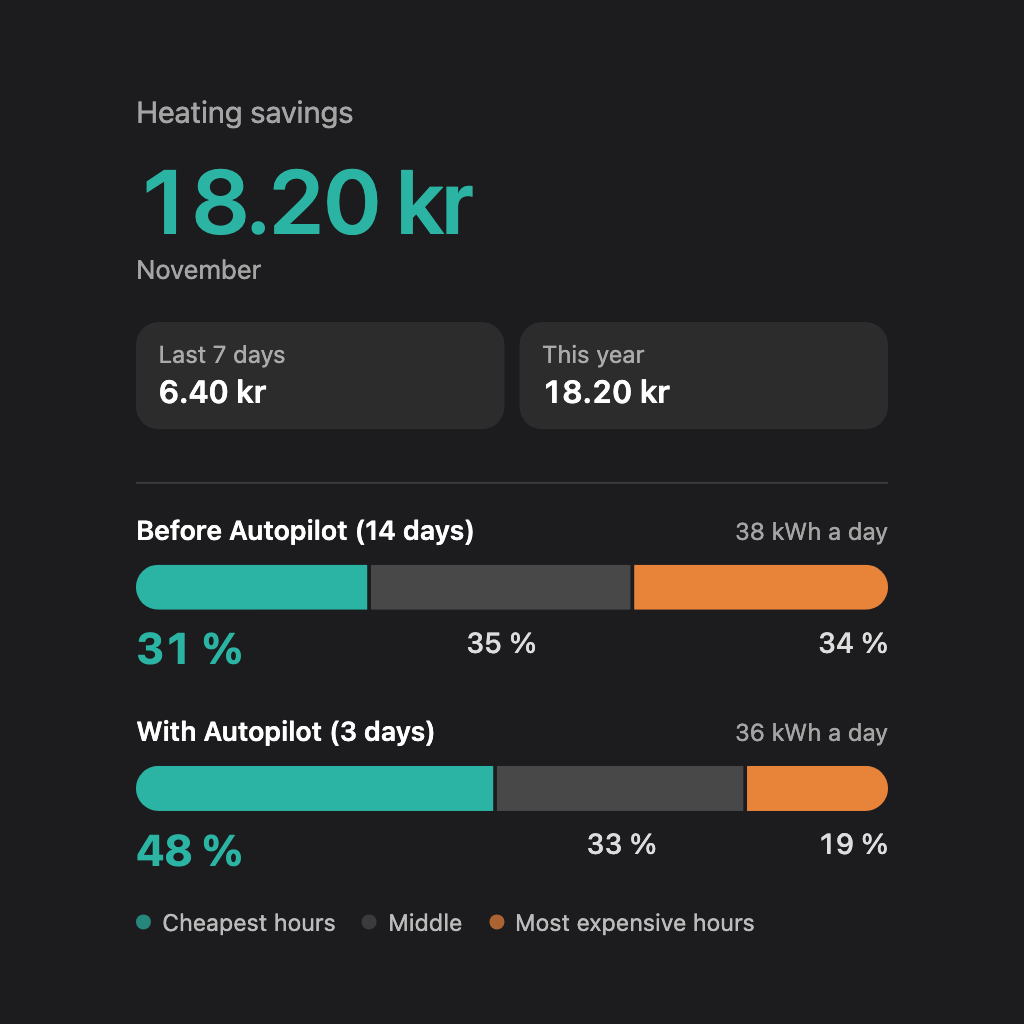 Heating savings
18.20 kr
November
Last 7 days
6.40 kr
This year
18.20 kr
Before Autopilot (14 days)
38 kWh a day
31 %
35 %
34 %
With Autopilot (3 days)
36 kWh a day
48 %
33 %
19 %
Cheapest hours
Middle
Most expensive hours